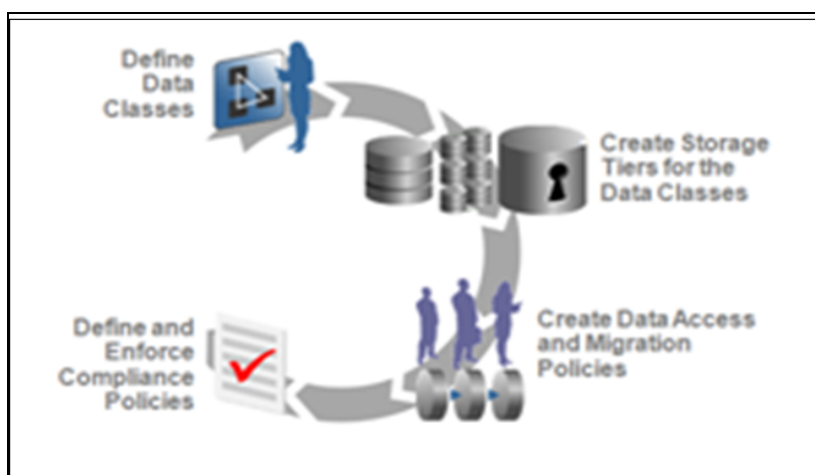 Define
Data
Classes
Create Storage
Tiers for the
Data Classes
Create Data Access
and Migration
Policies
Define and
Enforce
Compliance
Policies